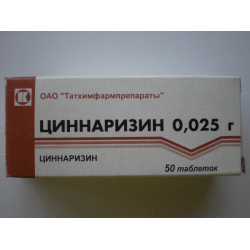 ОАО "Татхимфармпрепараты"
ЦИННАРИЗИН 0,025 г
ЦИННАРИЗИН
50 таблеток